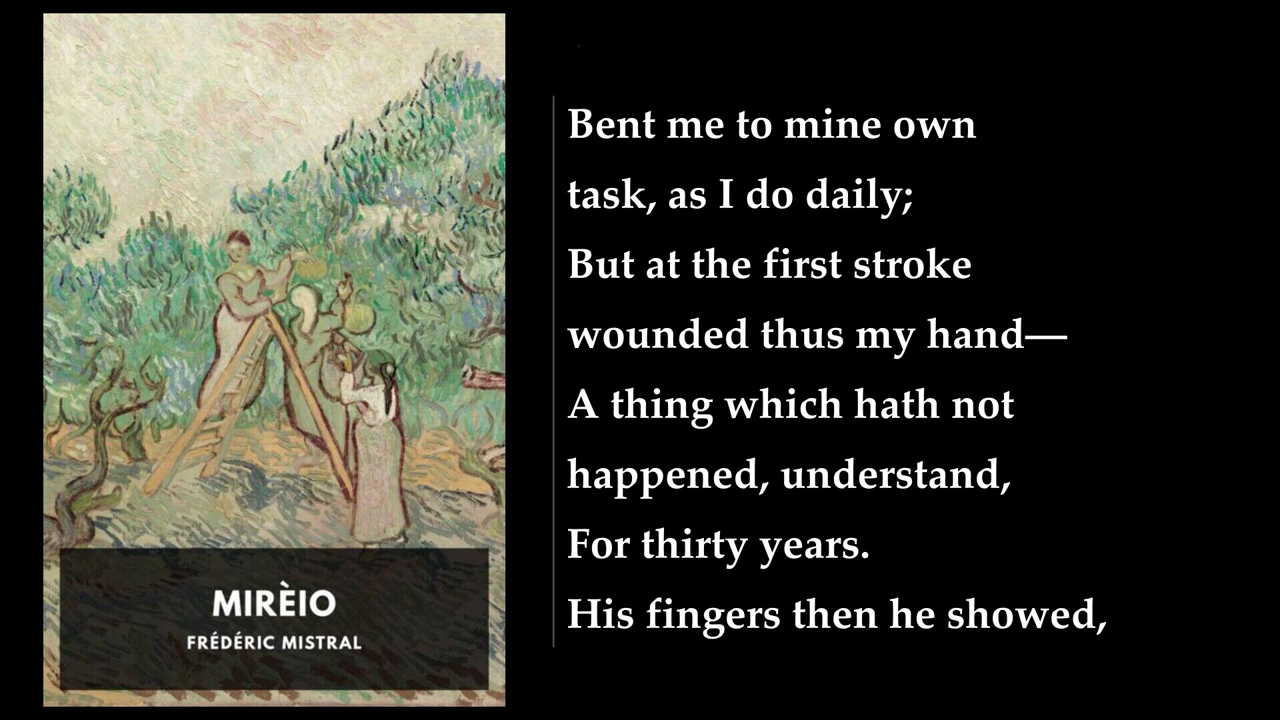 MIRÈIO
FRÉDÉRIC MISTRAL
Bent me to mine own
task, as I do daily;
But at the first stroke
wounded thus my hand—
A thing which hath not
happened, understand,
For thirty years.
His fingers then he showed,